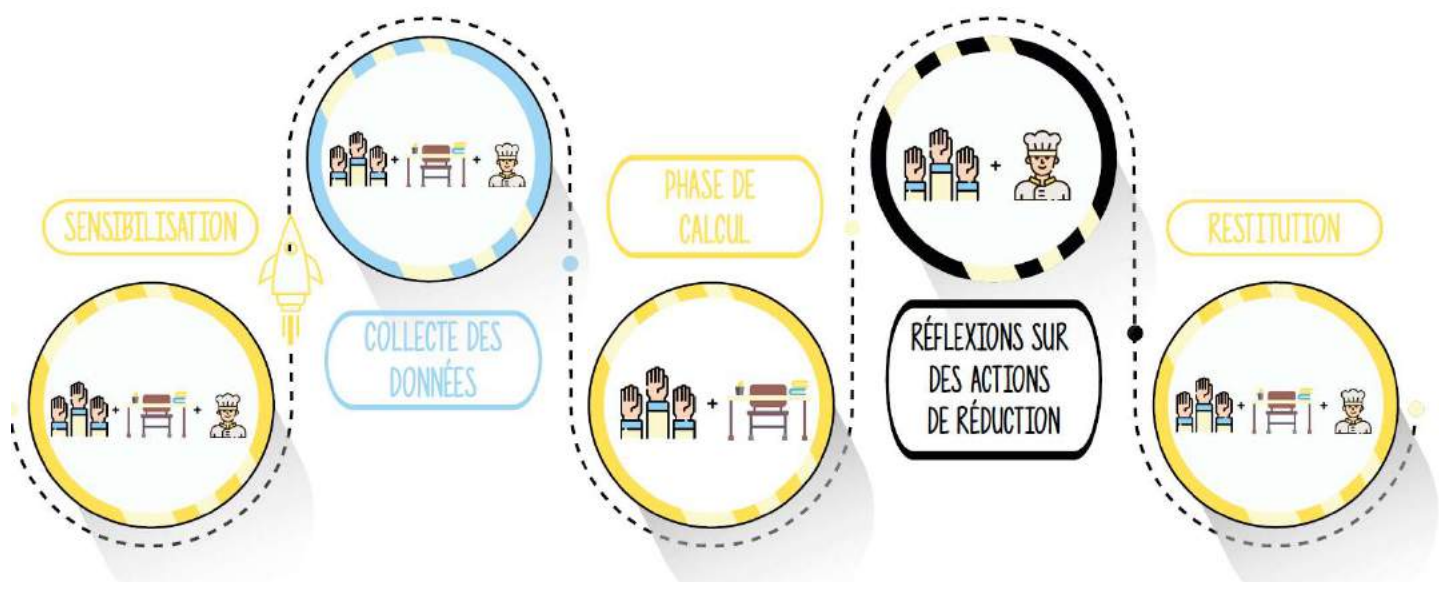 SENSIBILISATION
COLLECTE DES
DONNÉES
PHASE DE
CALCUL
RÉFLEXIONS SUR
DES ACTIONS
DE RÉDUCTION
RESTITUTION